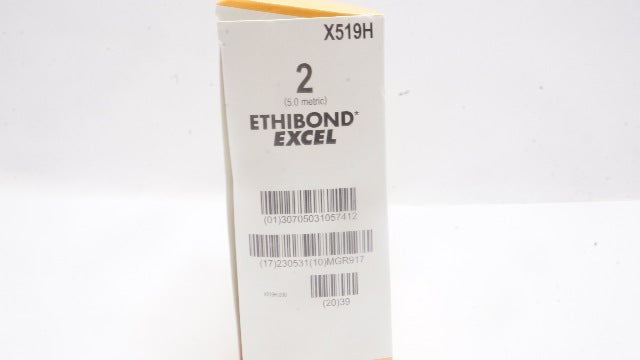 X519H
2
(5.0 metric)
ETHIBOND*
EXCEL
(01)30705031057412
(17)230531(10)MGR917
(20)39